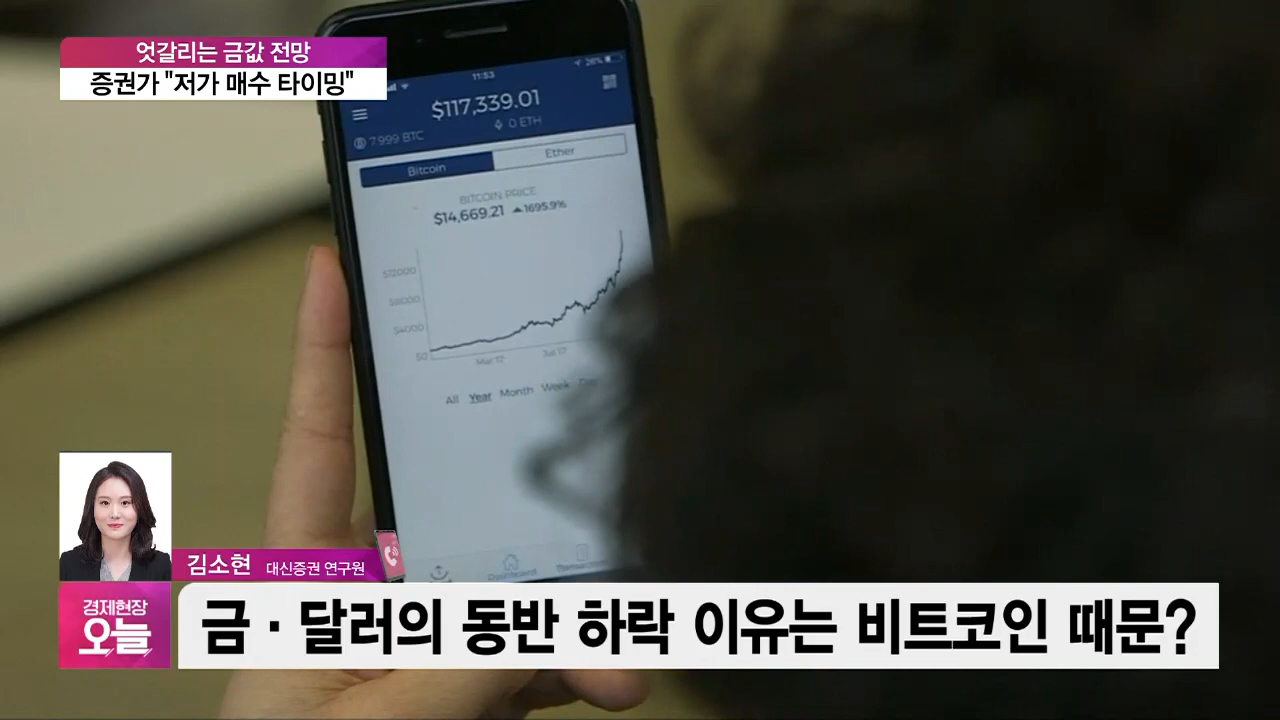 엇갈리는 금값 전망
증권가 "저가 매수 타이밍"
11:53
26%
$117,339.01
7.999 BTC
0 ETH
Bitcoin
Ether
BITCOIN PRICE
$14,669.21 ▲1695.9%
$12000
$8000
$4000
$0
Mar '17
Jul '17
All Year Month Week Day
Dashboard
김소현 대신증권 연구원
경제현장
오늘
금·달러의 동반 하락 이유는 비트코인 때문?